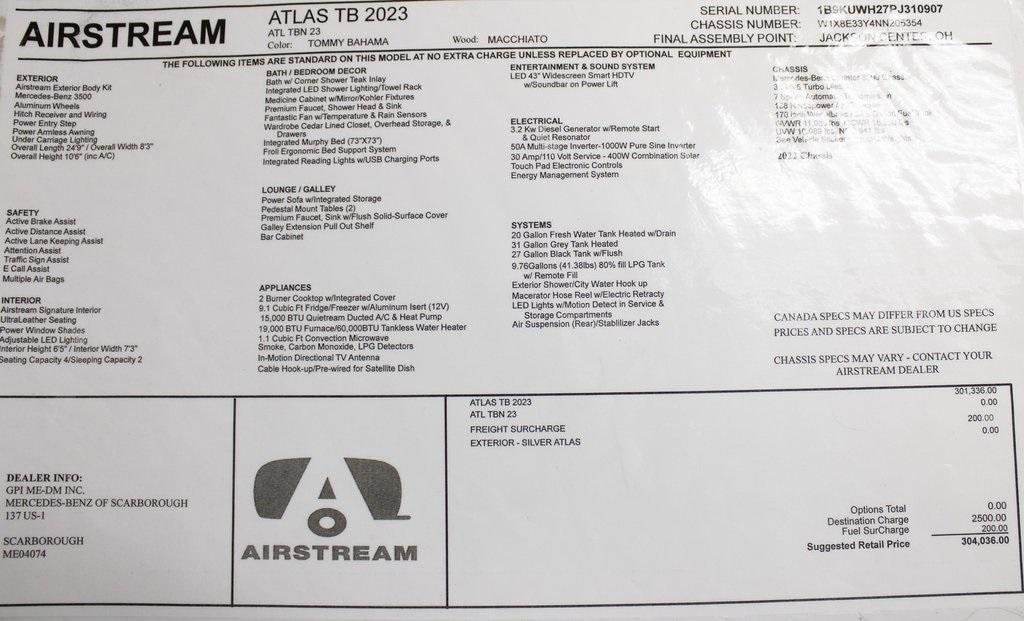 AIRSTREAM
ATLAS TB 2023
ATL TBN 23
Color: TOMMY BAHAMA
Wood: MACCHIATO
SERIAL NUMBER: 1B9KUWH27PJ310907
CHASSIS NUMBER: W1X8E33Y4NN205354
FINAL ASSEMBLY POINT: JACKSON CENTER, OH
THE FOLLOWING ITEMS ARE STANDARD ON THIS MODEL AT NO EXTRA CHARGE UNLESS REPLACED BY OPTIONAL EQUIPMENT
EXTERIOR
Airstream Exterior Body Kit
Mercedes-Benz 3500
Aluminum Wheels
Hitch Receiver and Wiring
Power Entry Step
Power Armless Awning
Under Carriage Lighting
Overall Length 24'9" / Overall Width 8'3"
Overall Height 10'6" (inc A/C)
SAFETY
Active Brake Assist
Active Distance Assist
Active Lane Keeping Assist
Attention Assist
Traffic Sign Assist
E Call Assist
Multiple Air Bags
INTERIOR
Airstream Signature Interior
UltraLeather Seating
Power Window Shades
Adjustable LED Lighting
Interior Height 6'5" / Interior Width 7'3"
Seating Capacity 4/Sleeping Capacity 2
BATH / BEDROOM DECOR
Bath w/ Corner Shower Teak Inlay
Integrated LED Shower Lighting/Towel Rack
Medicine Cabinet w/Mirror/Kohler Fixtures
Premium Faucet, Shower Head & Sink
Fantastic Fan w/Temperature & Rain Sensors
Wardrobe Cedar Lined Closet, Overhead Storage, &
Drawers
Integrated Murphy Bed (73"X73")
Froli Ergonomic Bed Support System
Integrated Reading Lights w/USB Charging Ports
LOUNGE / GALLEY
Power Sofa w/Integrated Storage
Pedestal Mount Tables (2)
Premium Faucet, Sink w/Flush Solid-Surface Cover
Galley Extension Pull Out Shelf
Bar Cabinet
APPLIANCES
2 Burner Cooktop w/Integrated Cover
9.1 Cubic Ft Fridge/Freezer w/Aluminum Isert (12V)
15,000 BTU Quietstream Ducted A/C & Heat Pump
19,000 BTU Furnace/60,000BTU Tankless Water Heater
1.1 Cubic Ft Convection Microwave
Smoke, Carbon Monoxide, LPG Detectors
In-Motion Directional TV Antenna
Cable Hook-up/Pre-wired for Satellite Dish
ENTERTAINMENT & SOUND SYSTEM
LED 43" Widescreen Smart HDTV
w/Soundbar on Power Lift
ELECTRICAL
3.2 Kw Diesel Generator w/Remote Start
& Quiet Resonator
50A Multi-stage Inverter-1000W Pure Sine Inverter
30 Amp/110 Volt Service - 400W Combination Solar
Touch Pad Electronic Controls
Energy Management System
SYSTEMS
20 Gallon Fresh Water Tank Heated w/Drain
31 Gallon Grey Tank Heated
27 Gallon Black Tank w/Flush
9.76Gallons (41.38lbs) 80% fill LPG Tank
w/ Remote Fill
Exterior Shower/City Water Hook up
Macerator Hose Reel w/Electric Retracty
LED Lights w/Motion Detect in Service &
Storage Compartments
Air Suspension (Rear)/Stablilizer Jacks
CHASSIS
Turbo
2022 Chassis
CANADA SPECS MAY DIFFER FROM US SPECS
PRICES AND SPECS ARE SUBJECT TO CHANGE
CHASSIS SPECS MAY VARY - CONTACT YOUR
AIRSTREAM DEALER
DEALER INFO:
GPI ME-DM INC.
MERCEDES-BENZ OF SCARBOROUGH
137 US-1
SCARBOROUGH
ME04074
AIRSTREAM
ATLAS TB 2023 301,336.00
ATL TBN 23 0.00
FREIGHT SURCHARGE 200.00
EXTERIOR - SILVER ATLAS 0.00
Options Total 0.00
Destination Charge 2500.00
Fuel SurCharge 200.00
Suggested Retail Price 304,036.00